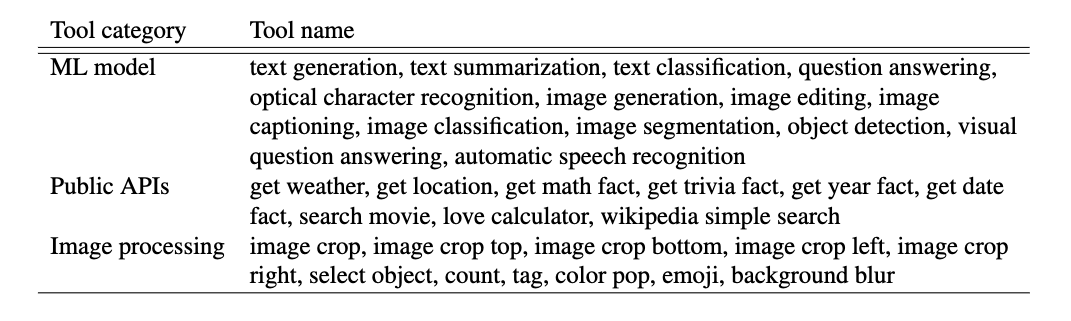 Tool category Tool name
ML model text generation, text summarization, text classification, question answering,
optical character recognition, image generation, image editing, image
captioning, image classification, image segmentation, object detection, visual
question answering, automatic speech recognition
Public APIs get weather, get location, get math fact, get trivia fact, get year fact, get date
fact, search movie, love calculator, wikipedia simple search
Image processing image crop, image crop top, image crop bottom, image crop left, image crop
right, select object, count, tag, color pop, emoji, background blur